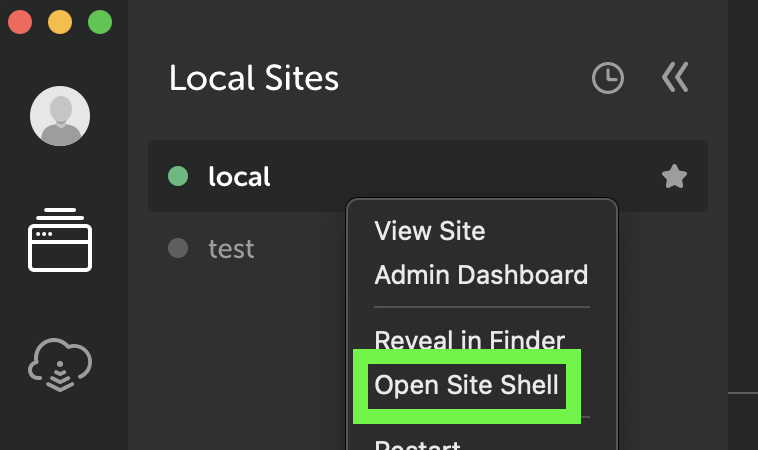 Local Sites
local
test
View Site
Admin Dashboard
Reveal in Finder
Open Site Shell
Restart